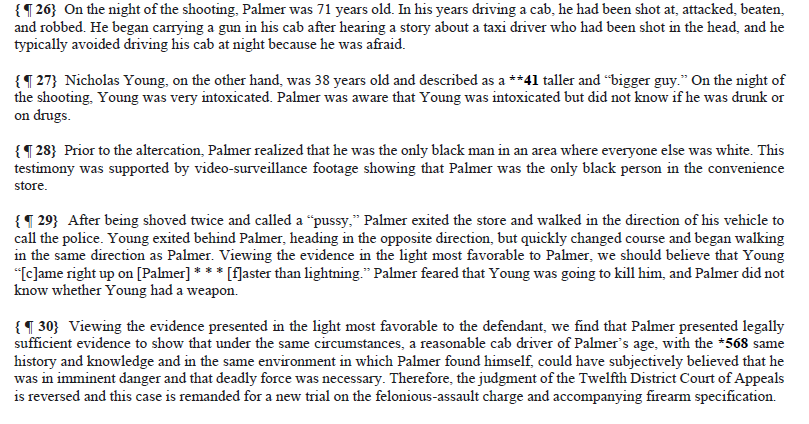 {¶ 26} On the night of the shooting, Palmer was 71 years old. In his years driving a cab, he had been shot at, attacked, beaten,
and robbed. He began carrying a gun in his cab after hearing a story about a taxi driver who had been shot in the head, and he
typically avoided driving his cab at night because he was afraid.
{¶ 27} Nicholas Young, on the other hand, was 38 years old and described as a **41 taller and “bigger guy.” On the night of
the shooting, Young was very intoxicated. Palmer was aware that Young was intoxicated but did not know if he was drunk or
on drugs.
{¶ 28} Prior to the altercation, Palmer realized that he was the only black man in an area where everyone else was white. This
testimony was supported by video-surveillance footage showing that Palmer was the only black person in the convenience
store.
{¶ 29} After being shoved twice and called a “pussy,” Palmer exited the store and walked in the direction of his vehicle to
call the police. Young exited behind Palmer, heading in the opposite direction, but quickly changed course and began walking
in the same direction as Palmer. Viewing the evidence in the light most favorable to Palmer, we should believe that Young
“[c]ame right up on [Palmer] * * * [f]aster than lightning.” Palmer feared that Young was going to kill him, and Palmer did not
know whether Young had a weapon.
{¶ 30} Viewing the evidence presented in the light most favorable to the defendant, we find that Palmer presented legally
sufficient evidence to show that under the same circumstances, a reasonable cab driver of Palmer’s age, with the *568 same
history and knowledge and in the same environment in which Palmer found himself, could have subjectively believed that he
was in imminent danger and that deadly force was necessary. Therefore, the judgment of the Twelfth District Court of Appeals
is reversed and this case is remanded for a new trial on the felonious-assault charge and accompanying firearm specification.